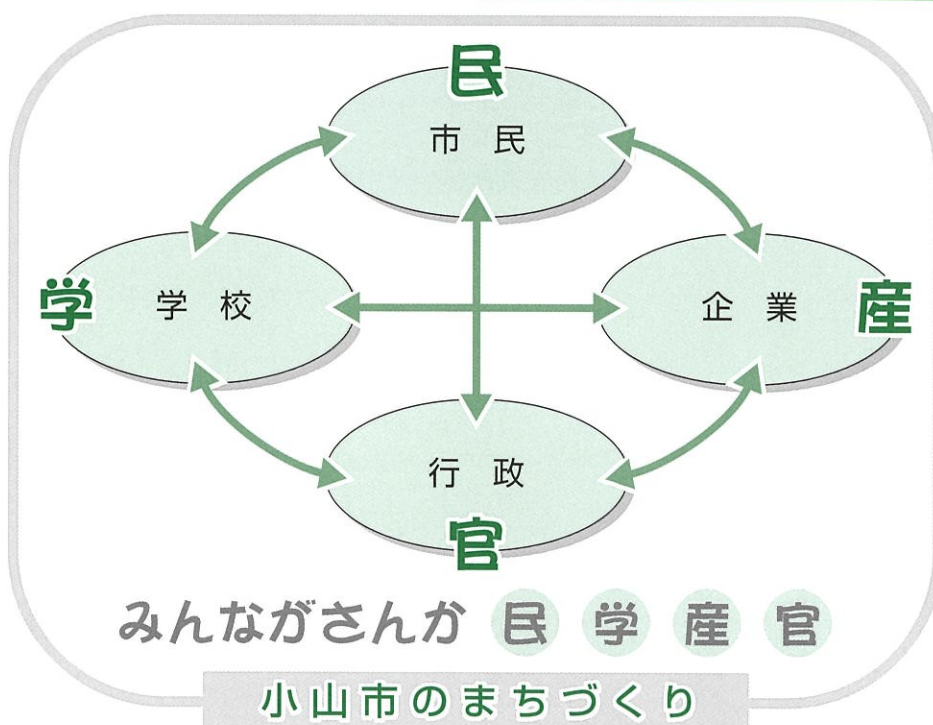 民
市 民
学
学 校
企 業
産
行 政
官
みんながさんか 民 学 産 官
小山市のまちづくり